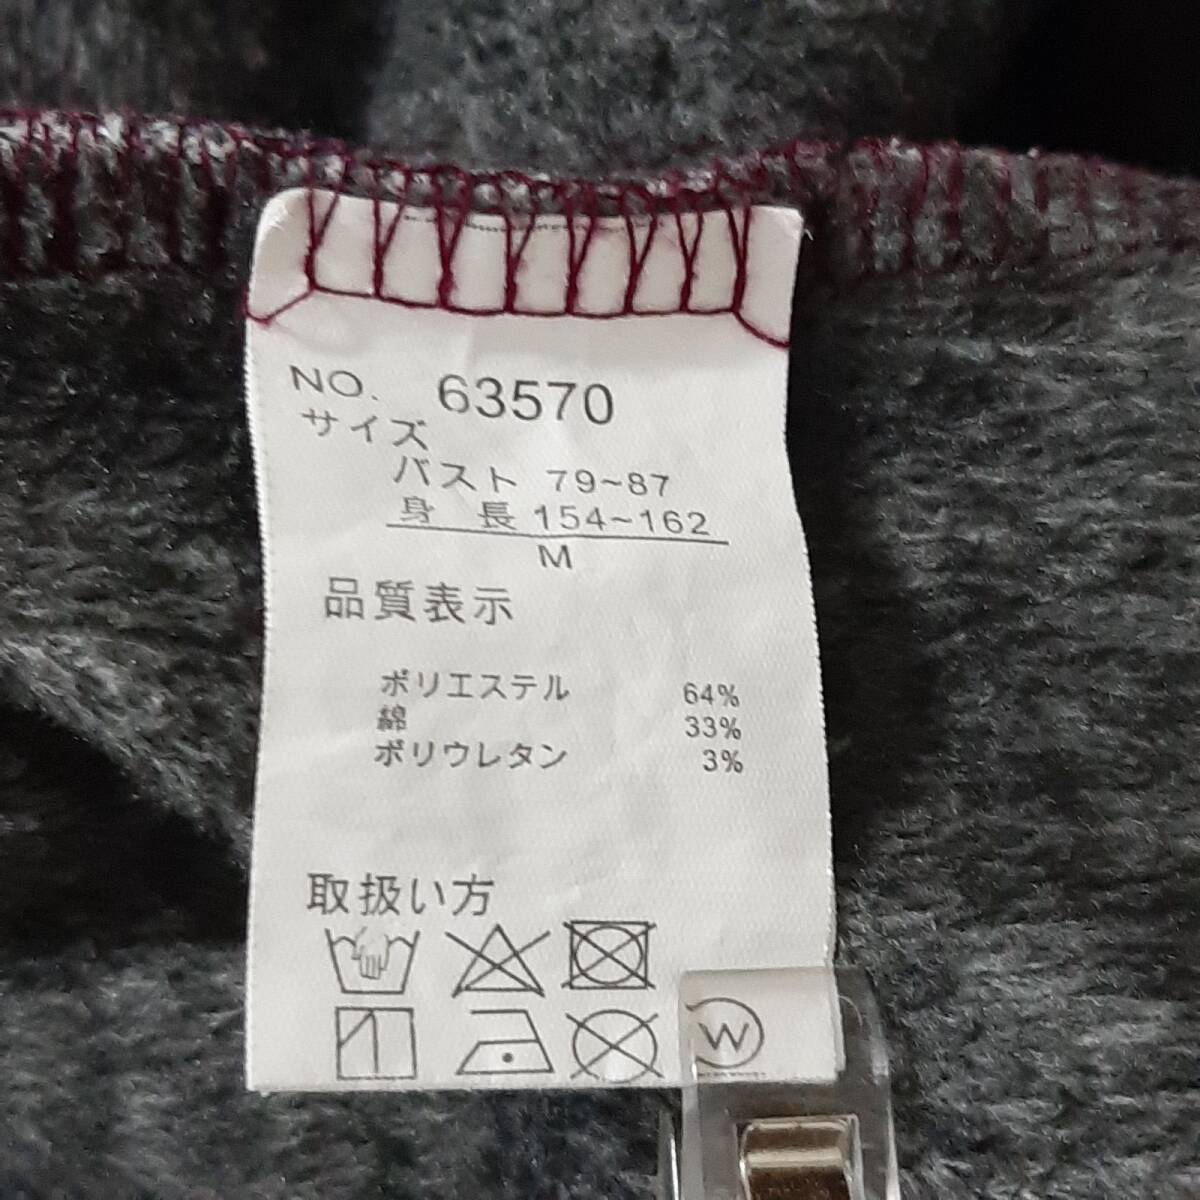 NO. 63570
サイズ
バスト 79~87
身 長 154~162
M
品質表示
ポリエステル 64%
綿 33%
ポリウレタン 3%
取扱い方
W